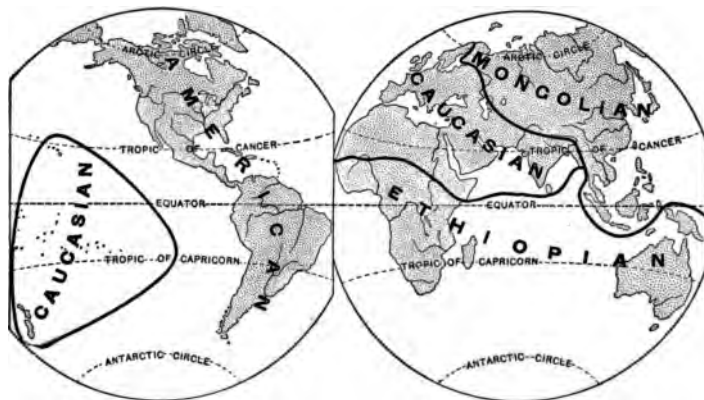 ARCTIC CIRCLE
AMERICAN
TROPIC OF CANCER
CAUCASIAN
EQUATOR
TROPIC OF CAPRICORN
ANTARCTIC CIRCLE
ARCTIC CIRCLE
MONGOLIAN
CAUCASIAN
TROPIC OF CANCER
ETHIOPIAN
EQUATOR
TROPIC OF CAPRICORN
ANTARCTIC CIRCLE